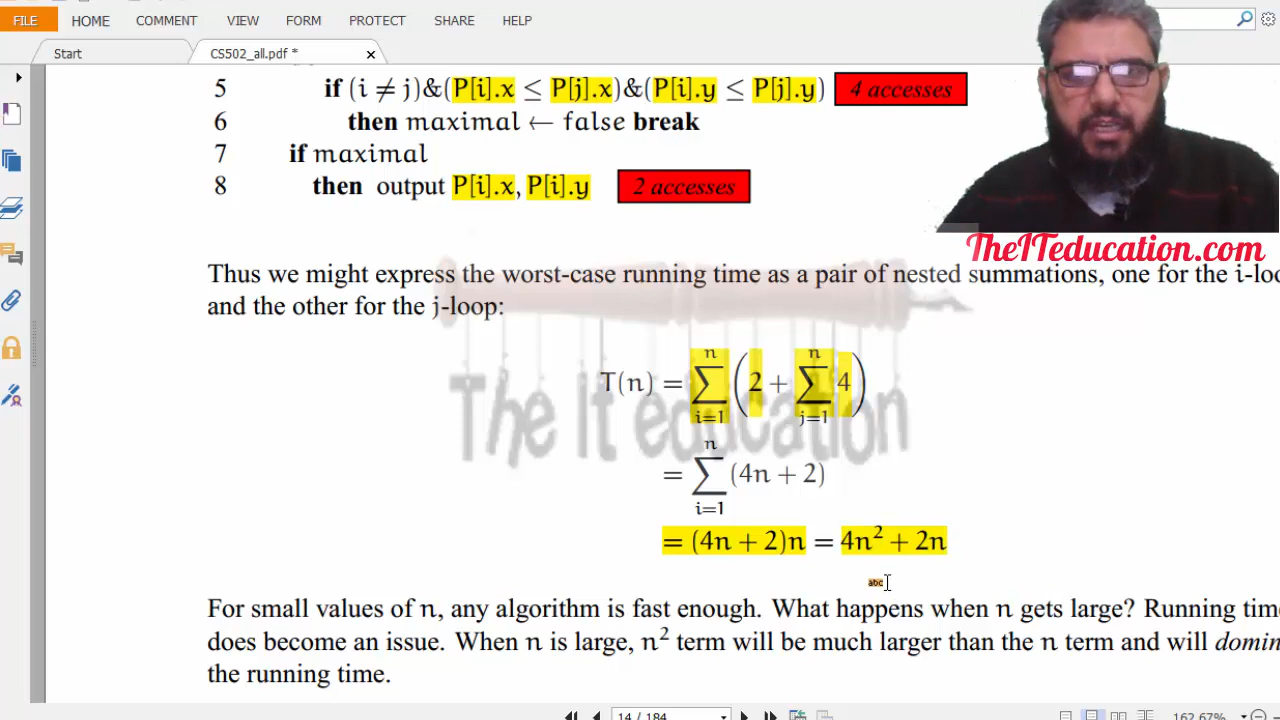 FILE HOME COMMENT VIEW FORM PROTECT SHARE HELP
Start CS502_all.pdf *
5 if (i ≠ j)&(P[i].x ≤ P[j].x)&(P[i].y ≤ P[j].y) 4 accesses
6 then maximal ← false break
7 if maximal
8 then output P[i].x, P[i].y 2 accesses
TheITeducation.com
Thus we might express the worst-case running time as a pair of nested summations, one for the i-loo
and the other for the j-loop:
T(n) = ∑ⁿᵢ₌₁ (2 + ∑ⁿⱼ₌₁ 4)
The It education
= ∑ⁿᵢ₌₁ (4n + 2)
= (4n + 2)n = 4n² + 2n
abc
For small values of n, any algorithm is fast enough. What happens when n gets large? Running time
does become an issue. When n is large, n² term will be much larger than the n term and will domin
the running time.
14 / 184 162.67%